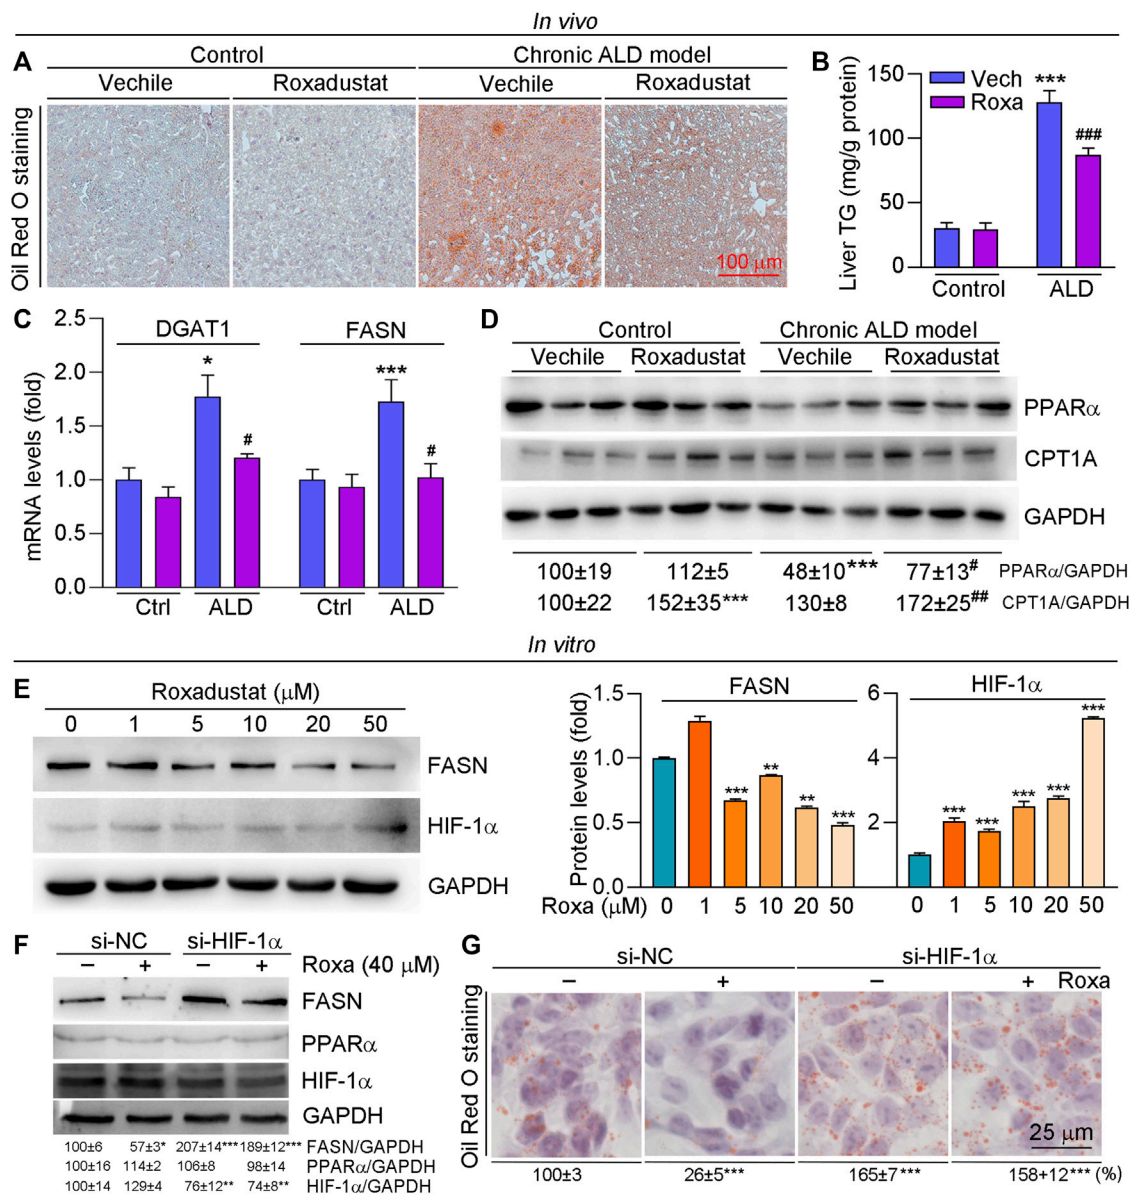 In vivo
A
Control
Chronic ALD model
Vechile
Roxadustat
Vechile
Roxadustat
Oil Red O staining
100 μm
B
Liver TG (mg/g protein)
150
100
50
0
Vech
Roxa
***
###
Control
ALD
C
mRNA levels (fold)
2.5
2.0
1.5
1.0
0.5
0.0
DGAT1
FASN
*
#
***
#
Ctrl
ALD
Ctrl
ALD
D
Control
Chronic ALD model
Vechile
Roxadustat
Vechile
Roxadustat
PPARα
CPT1A
GAPDH
100±19 112±5 48±10*** 77±13# PPARα/GAPDH
100±22 152±35*** 130±8 172±25## CPT1A/GAPDH
In vitro
E
Roxadustat (μM)
0 1 5 10 20 50
FASN
HIF-1α
GAPDH
Protein levels (fold)
1.5
1.0
0.5
0.0
FASN
*** ** ** ***
Roxa (μM) 0 1 5 10 20 50
HIF-1α
6
4
2
*** *** *** *** ***
0 1 5 10 20 50
F
si-NC
si-HIF-1α
− + − + Roxa (40 μM)
FASN
PPARα
HIF-1α
GAPDH
100±6 57±3* 207±14*** 189±12*** FASN/GAPDH
100±16 114±2 106±8 98±14 PPARα/GAPDH
100±14 129±4 76±12** 74±8** HIF-1α/GAPDH
G
si-NC
si-HIF-1α
− + − + Roxa
Oil Red O staining
25 μm
100±3 26±5*** 165±7*** 158+12*** (%)